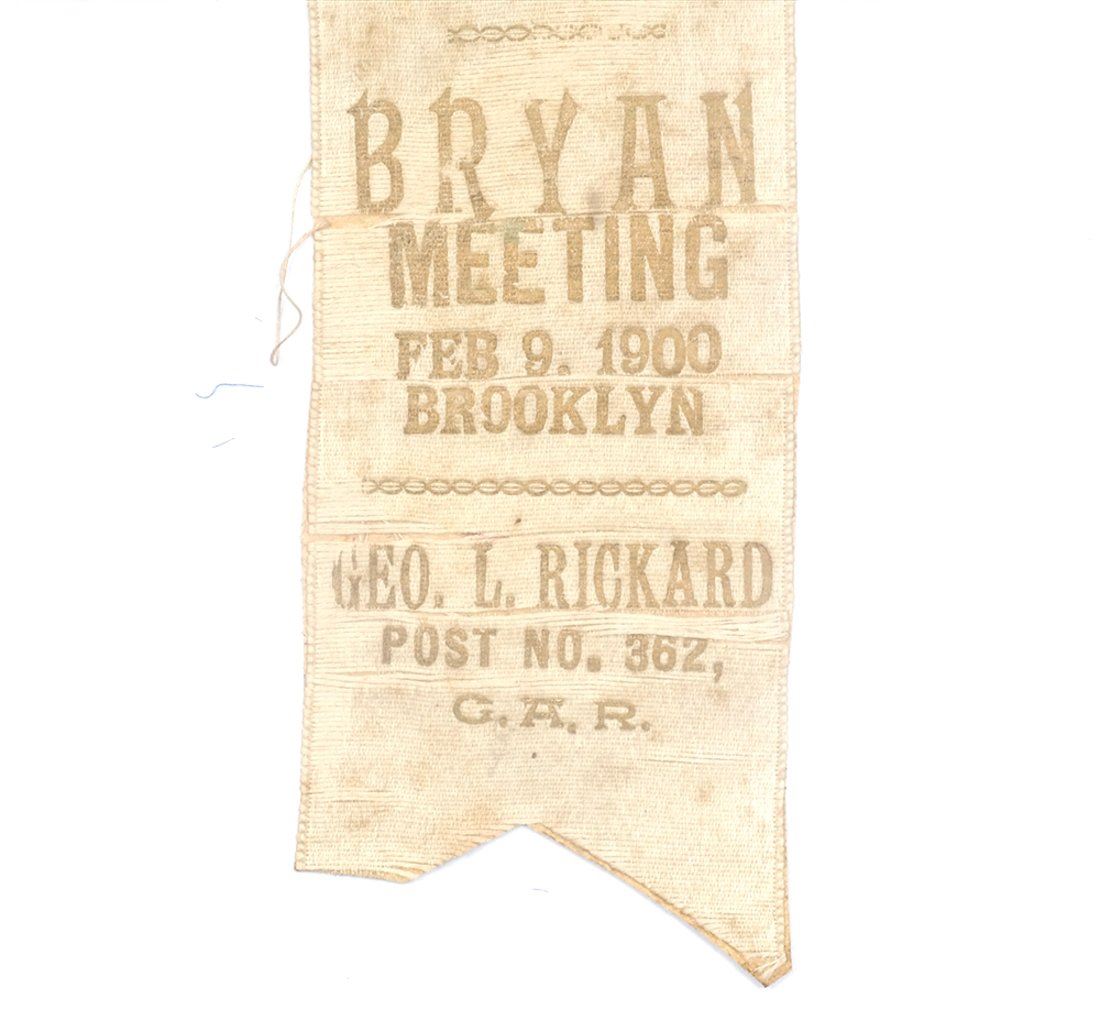 BRYAN
MEETING
FEB 9. 1900
BROOKLYN
GEO. L. RICKARD
POST NO. 362,
G.A.R.